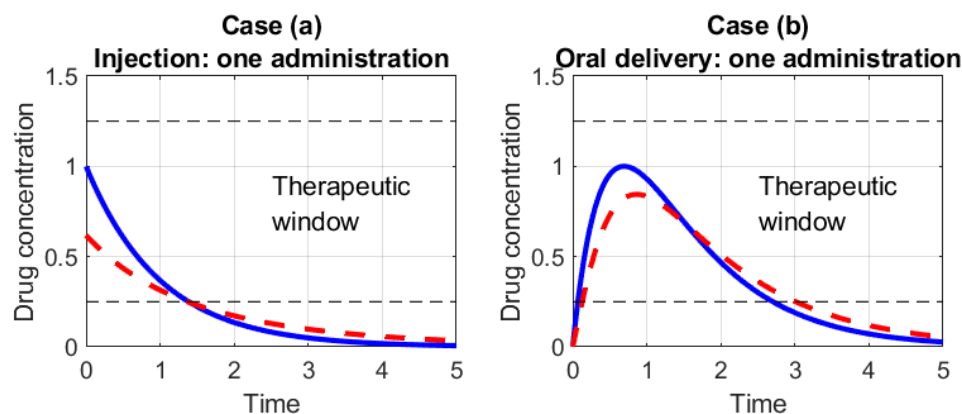 Case (a)
Injection: one administration
1.5
1
0.5
0
Drug concentration
Therapeutic
window
0
1
2
3
4
5
Time
Case (b)
Oral delivery: one administration
1.5
1
0.5
0
Drug concentration
Therapeutic
window
0
1
2
3
4
5
Time